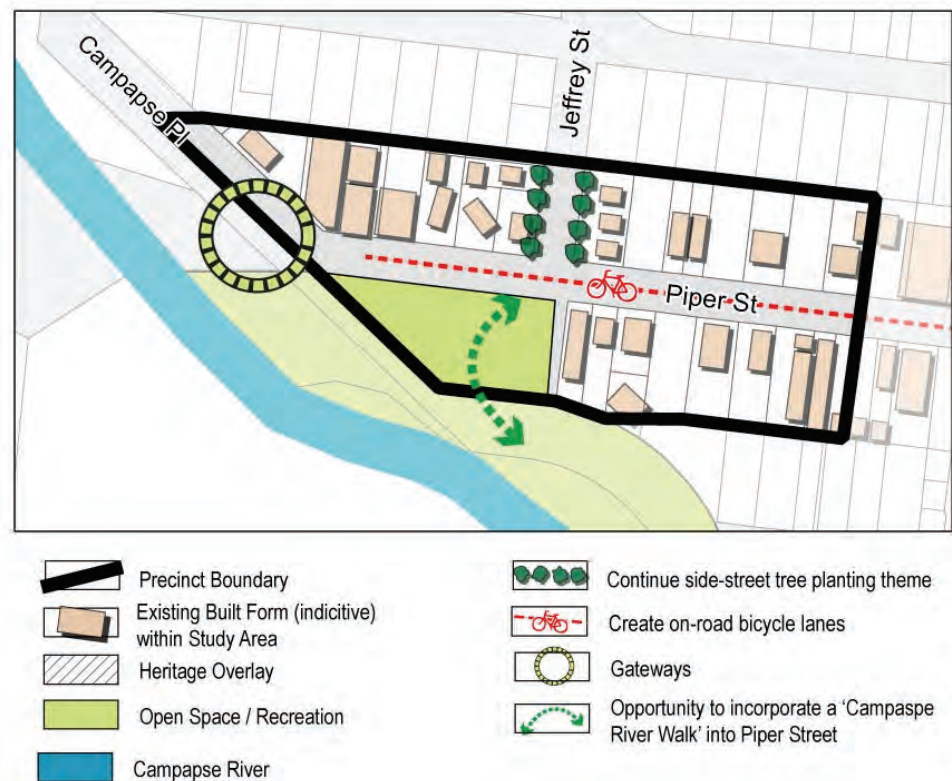 Campapse Pl
Jeffrey St
Piper St
Precinct Boundary
Existing Built Form (indicitive)
within Study Area
Heritage Overlay
Open Space / Recreation
Campapse River
Continue side-street tree planting theme
Create on-road bicycle lanes
Gateways
Opportunity to incorporate a ‘Campaspe
River Walk’ into Piper Street